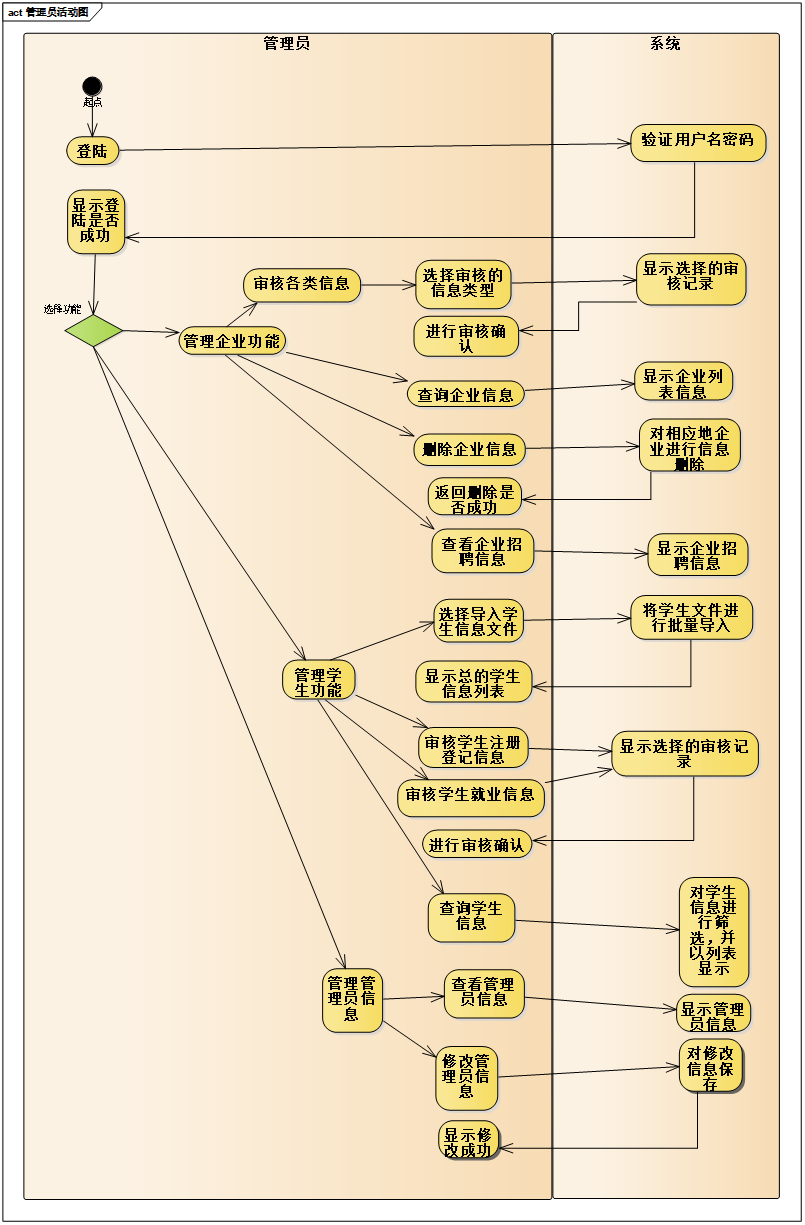 act 管理员活动图
管理员
系统
起点
登陆
验证用户名密码
显示登
陆是否
成功
选择功能
审核各类信息
选择审核的
信息类型
显示选择的审
核记录
管理企业功能
进行审核确
认
查询企业信息
显示企业列
表信息
删除企业信息
对相应地企
业进行信息
删除
返回删除是
否成功
查看企业招
聘信息
显示企业招
聘信息
选择导入学
生信息文件
将学生文件进
行批量导入
管理学
生功能
显示总的学生
信息列表
审核学生注册
登记信息
显示选择的审核记
录
审核学生就业信息
进行审核确认
查询学生
信息
对学生
信息进
行筛
选，并
以列表
显示
管理管
理员信
息
查看管理
员信息
显示管理
员信息
修改管
理员信
息
对修改
信息保
存
显示修
改成功